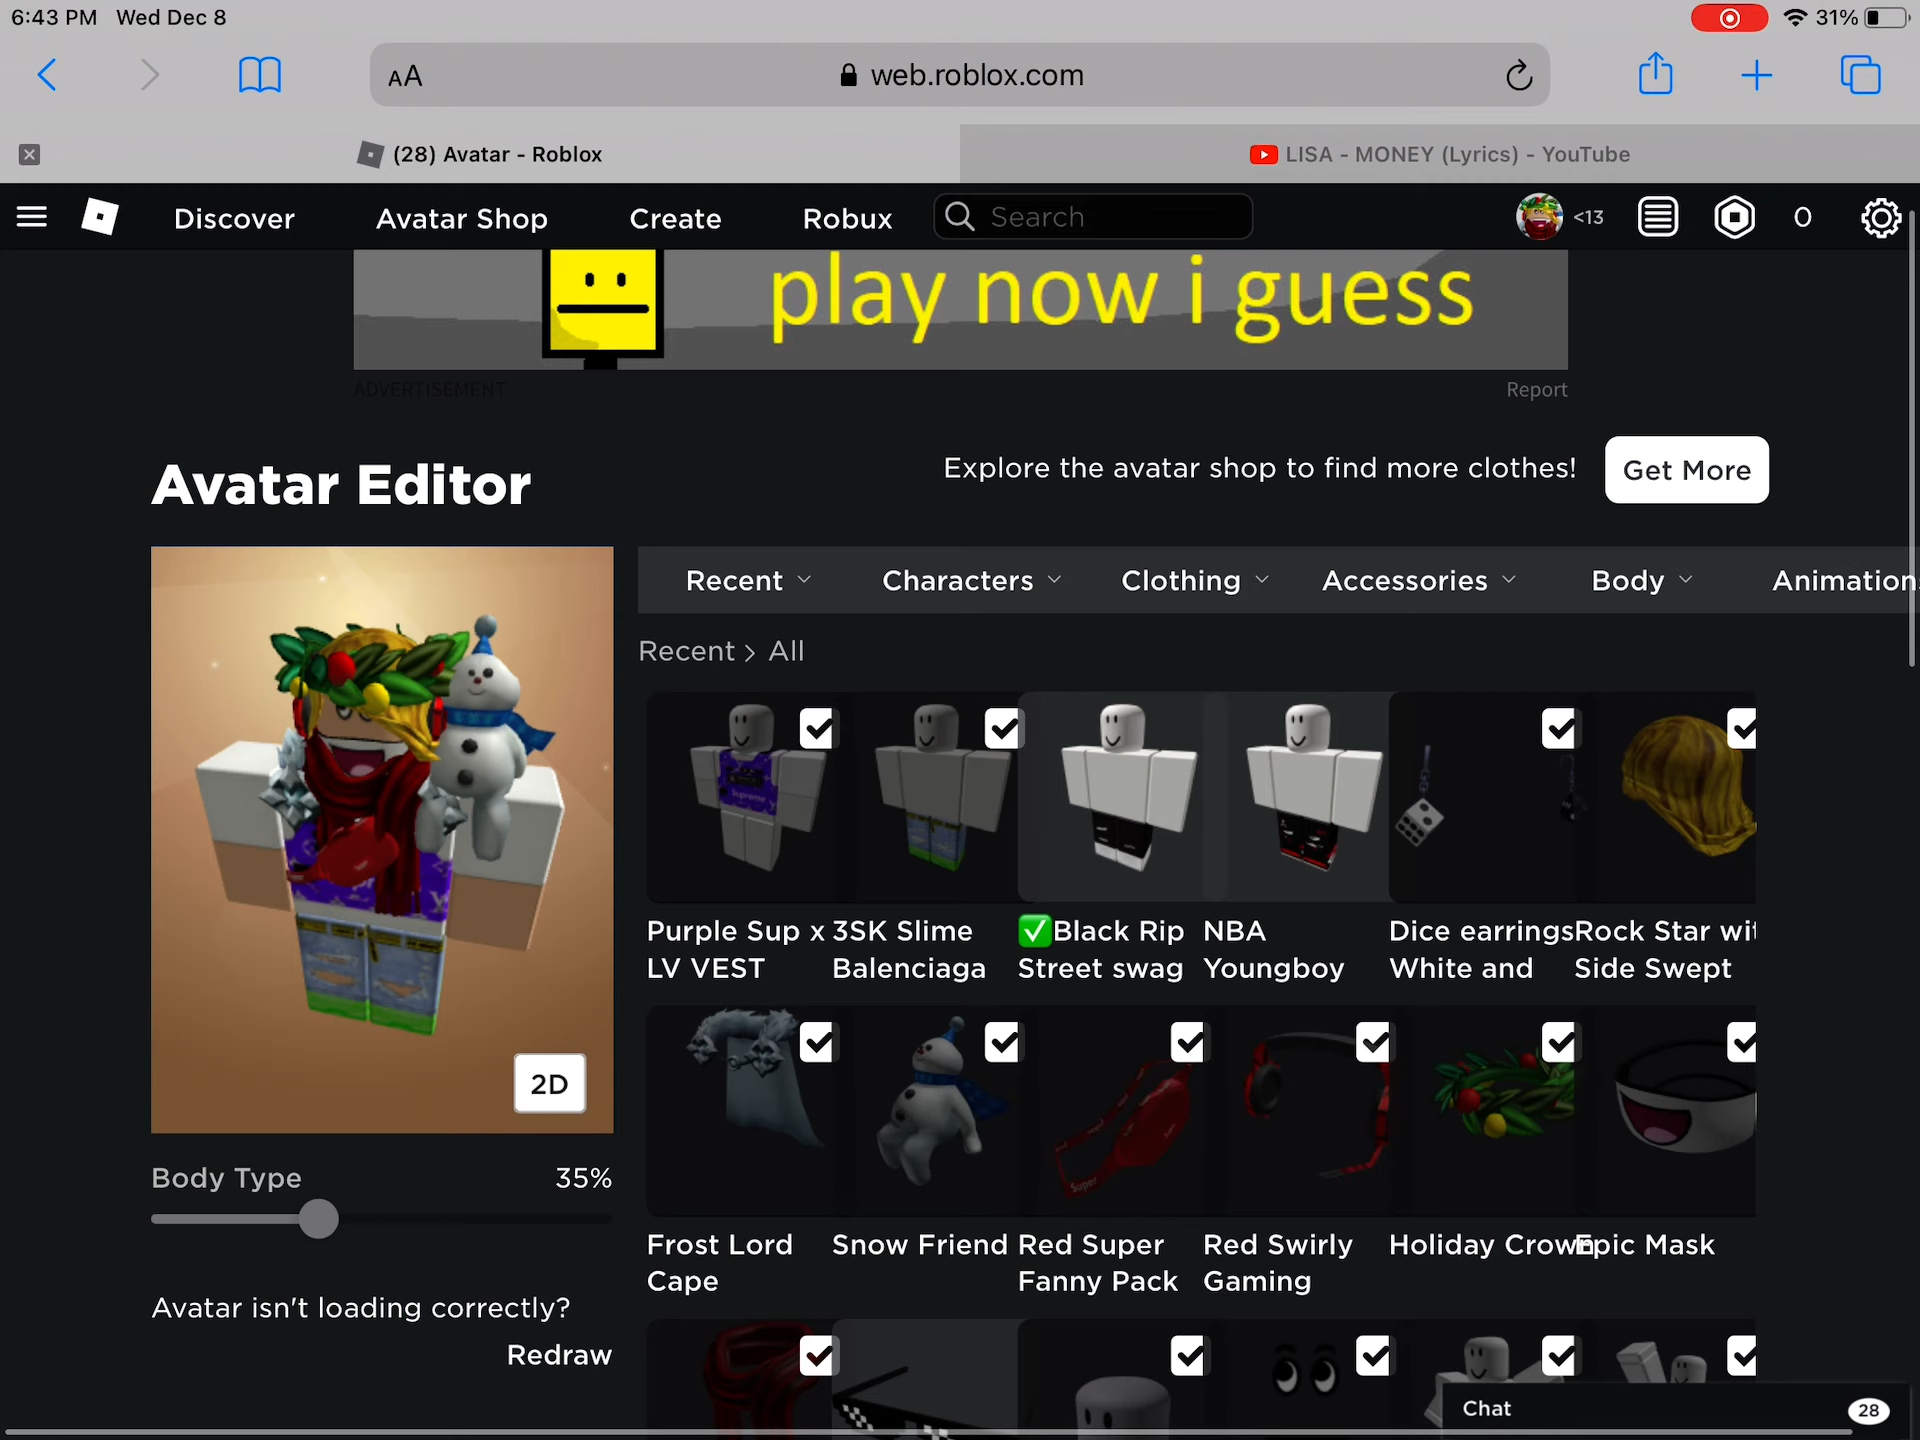 6:43 PM Wed Dec 8
31%
AA
web.roblox.com
(28) Avatar - Roblox
LISA - MONEY (Lyrics) - YouTube
Discover
Avatar Shop
Create
Robux
Search
<13
0
play now i guess
ADVERTISEMENT
Report
Avatar Editor
Explore the avatar shop to find more clothes!
Get More
Recent
Characters
Clothing
Accessories
Body
Animation
Recent > All
Purple Sup x
LV VEST
3SK Slime
Balenciaga
✅Black Rip
Street swag
NBA
Youngboy
Dice earrings
White and
Rock Star wit
Side Swept
2D
Body Type
35%
Frost Lord
Cape
Snow Friend
Red Super
Fanny Pack
Red Swirly
Gaming
Holiday Crown
Epic Mask
Avatar isn't loading correctly?
Redraw
Chat
28
Supreme
Super